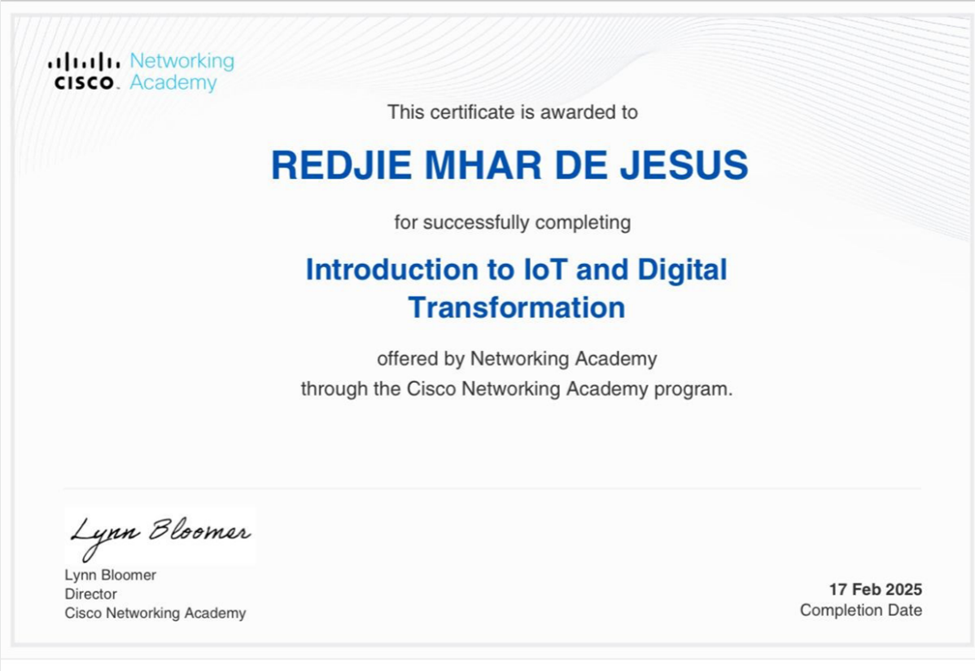 Networking
CISCO Academy
This certificate is awarded to
REDJIE MHAR DE JESUS
for successfully completing
Introduction to IoT and Digital
Transformation
offered by Networking Academy
through the Cisco Networking Academy program.
Lynn Bloomer
Lynn Bloomer
Director
Cisco Networking Academy
17 Feb 2025
Completion Date